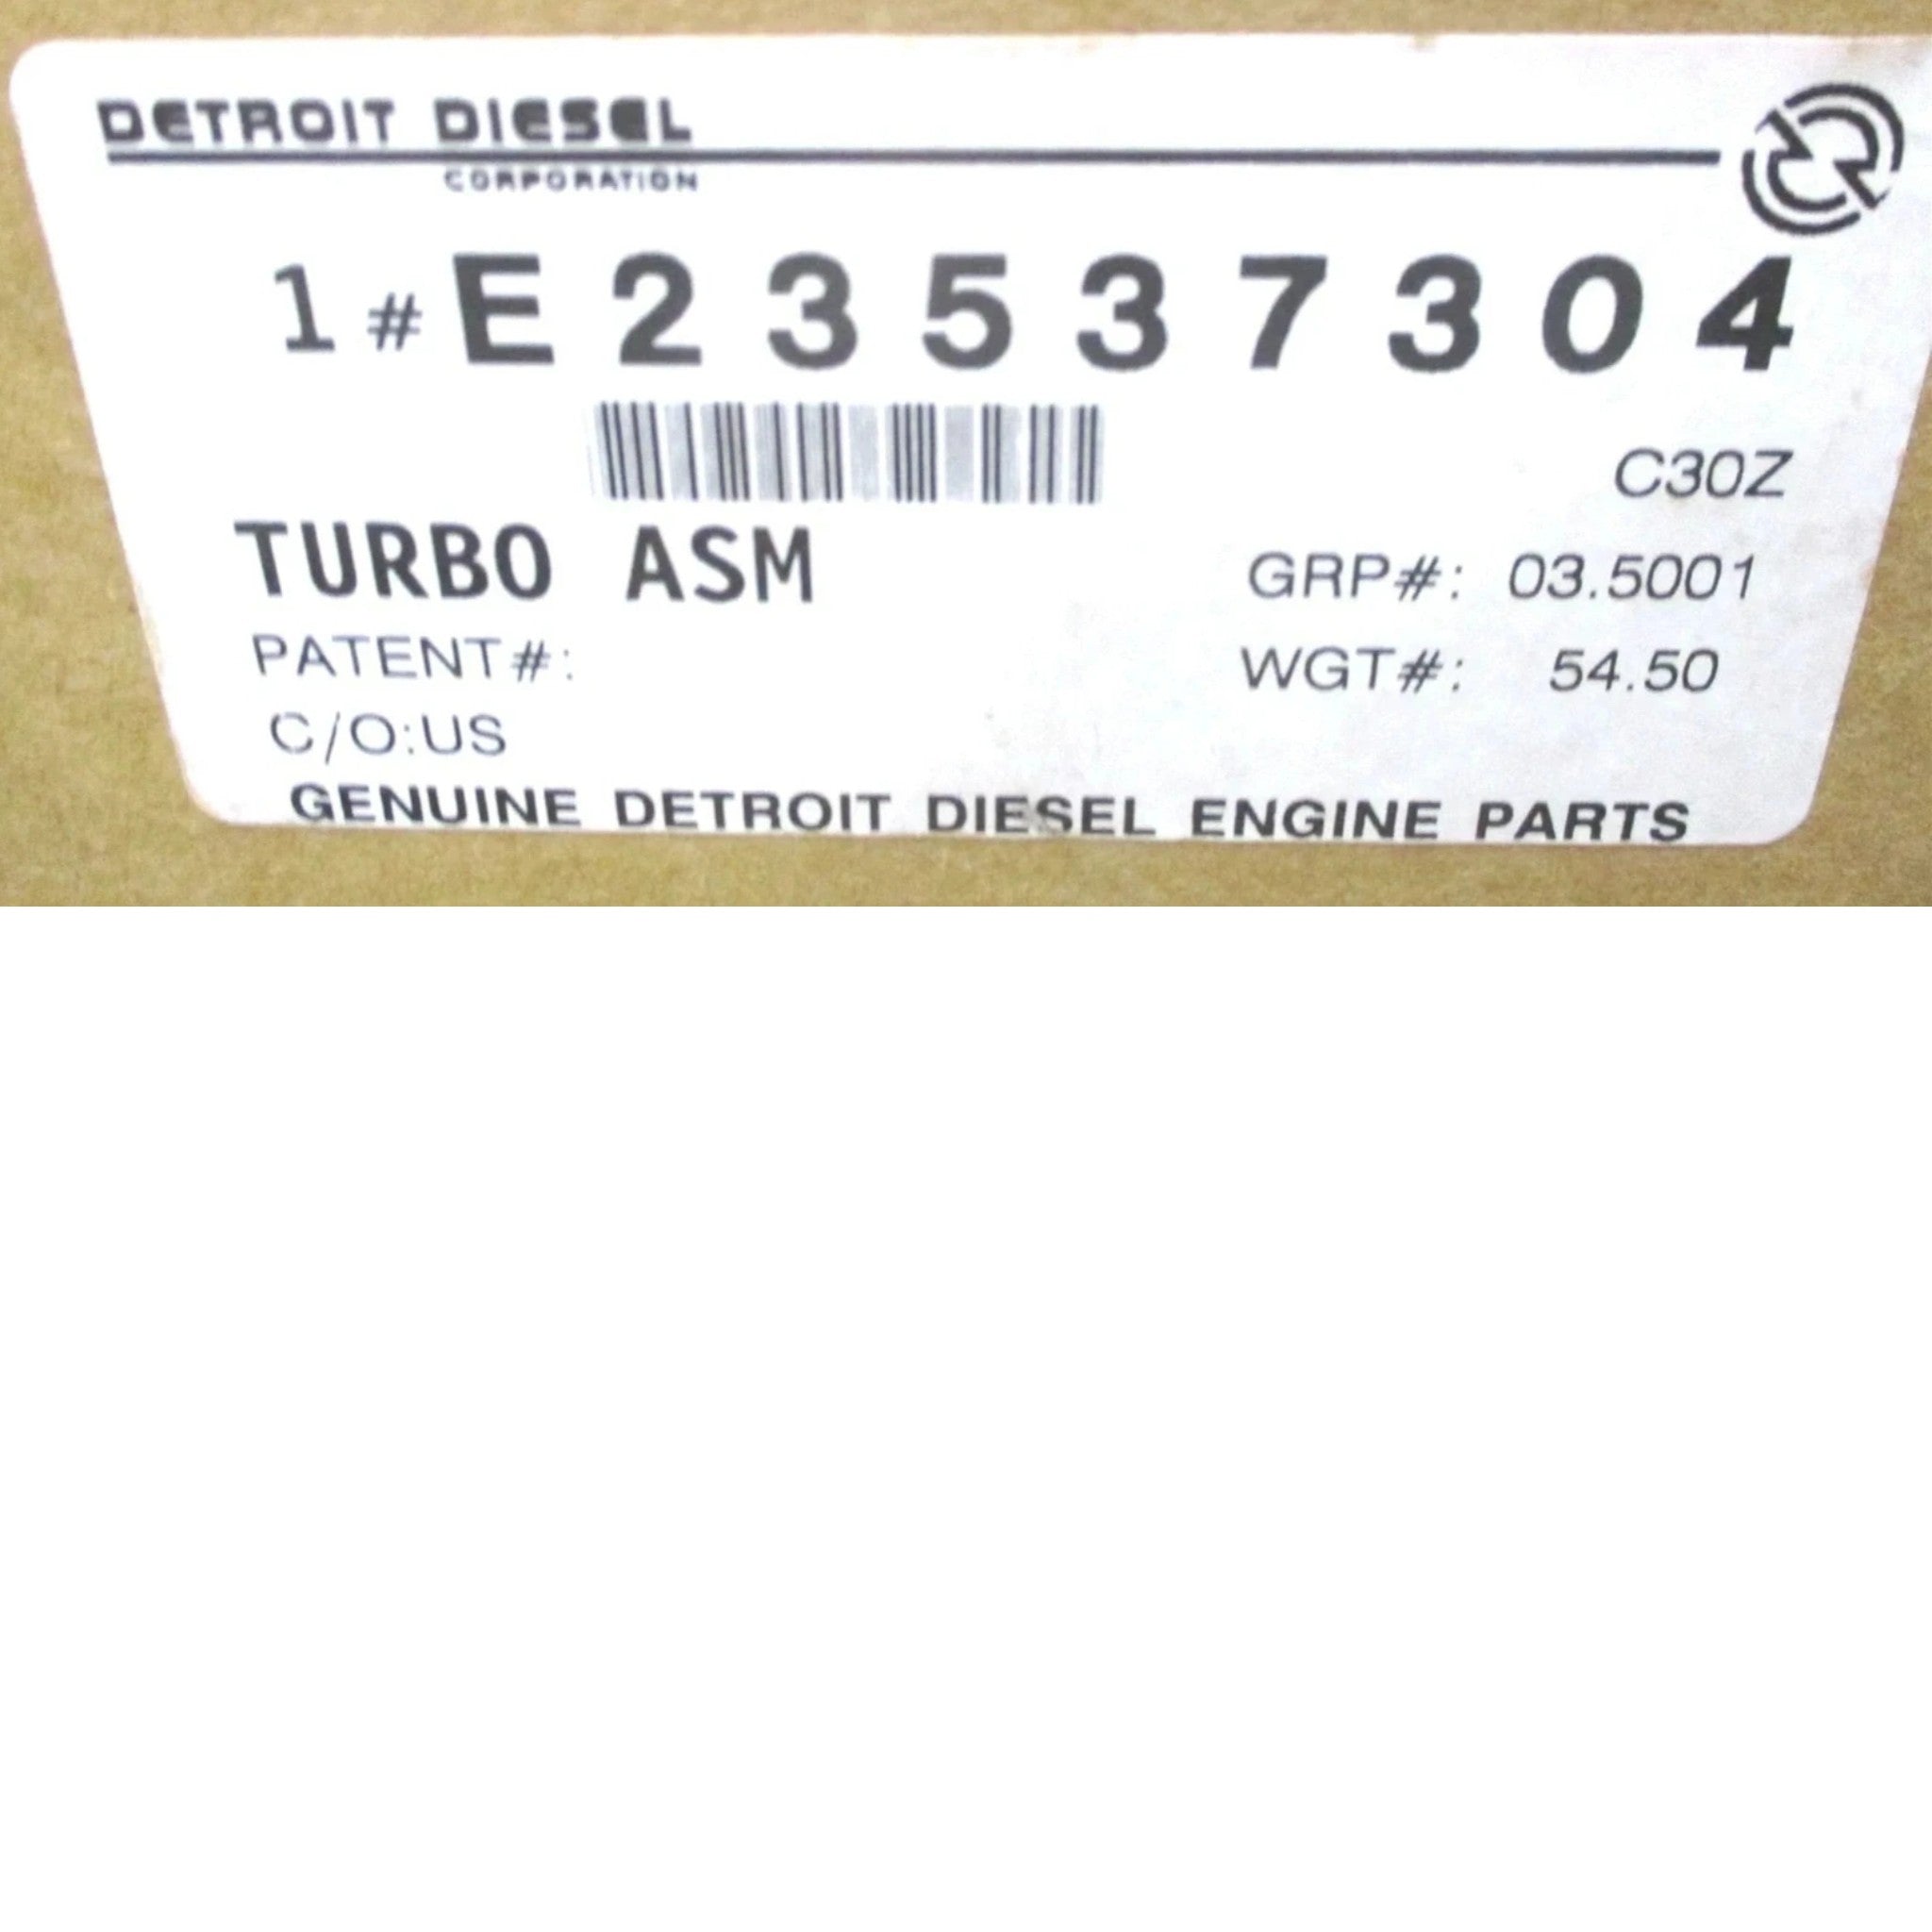 DETROIT DIESEL
CORPORATION
1# E23537304
C30Z
TURBO ASM
GRP#: 03.5001
PATENT#:
WGT#: 54.50
C/O:US
GENUINE DETROIT DIESEL ENGINE PARTS